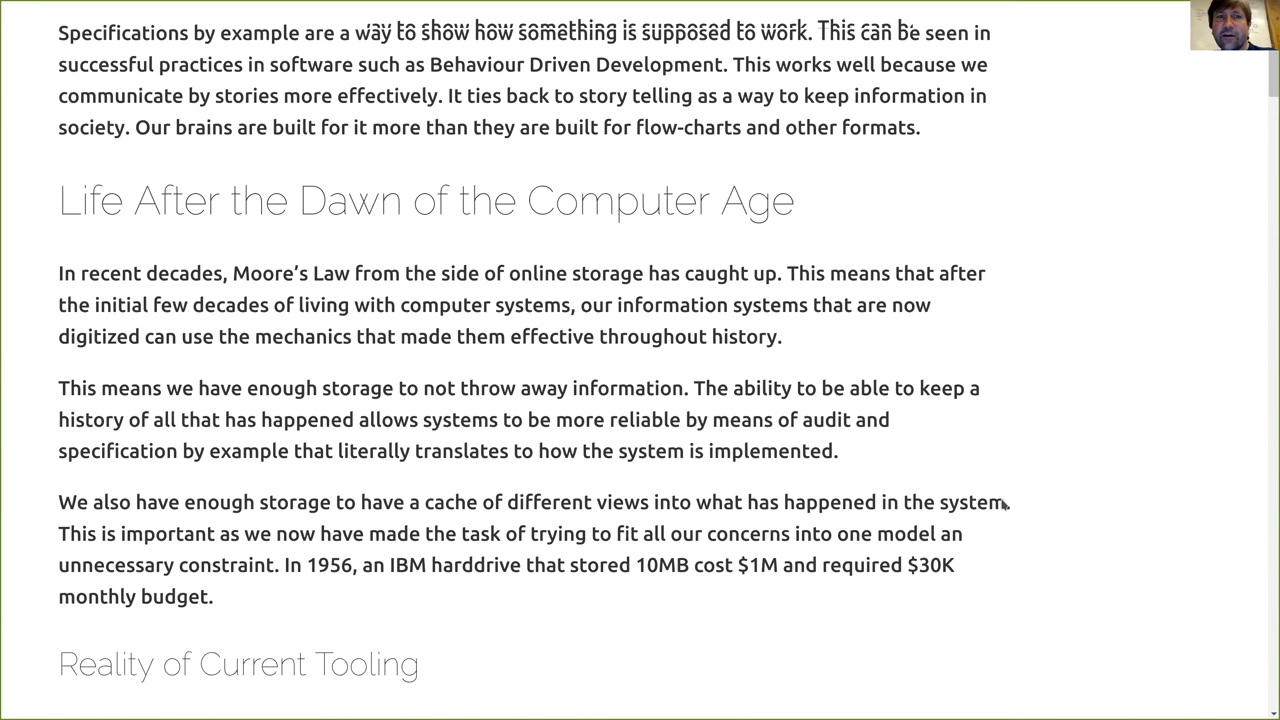 Specifications by example are a way to show how something is supposed to work. This can be seen in
successful practices in software such as Behaviour Driven Development. This works well because we
communicate by stories more effectively. It ties back to story telling as a way to keep information in
society. Our brains are built for it more than they are built for flow-charts and other formats.
Life After the Dawn of the Computer Age
In recent decades, Moore’s Law from the side of online storage has caught up. This means that after
the initial few decades of living with computer systems, our information systems that are now
digitized can use the mechanics that made them effective throughout history.
This means we have enough storage to not throw away information. The ability to be able to keep a
history of all that has happened allows systems to be more reliable by means of audit and
specification by example that literally translates to how the system is implemented.
We also have enough storage to have a cache of different views into what has happened in the system.
This is important as we now have made the task of trying to fit all our concerns into one model an
unnecessary constraint. In 1956, an IBM harddrive that stored 10MB cost $1M and required $30K
monthly budget.
Reality of Current Tooling